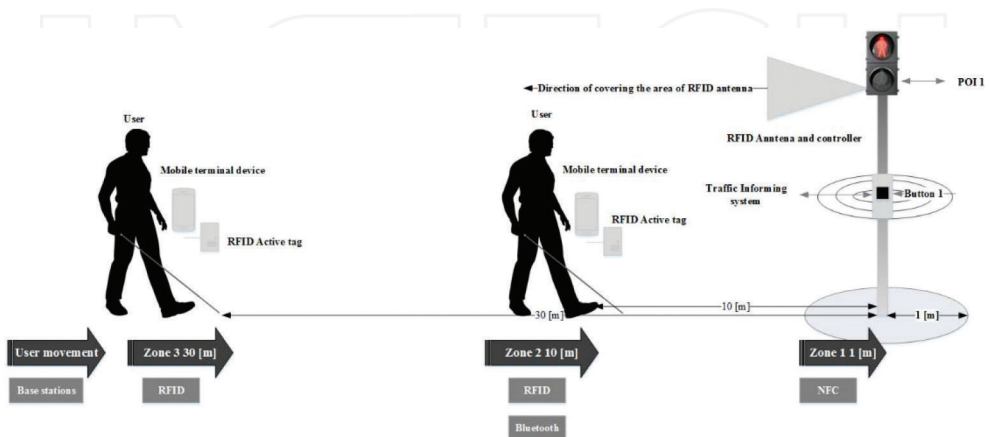 Direction of covering the area of RFID antenna
POI 1
User
User
RFID Anntena and controller
Mobile terminal device
Mobile terminal device
Traffic Informing
system
Button 1
RFID Active tag
RFID Active tag
10 [m]
30 [m]
1 [m]
User movement
Zone 3 30 [m]
Zone 2 10 [m]
Zone 1 1 [m]
Base stations
RFID
RFID
NFC
Bluetooth